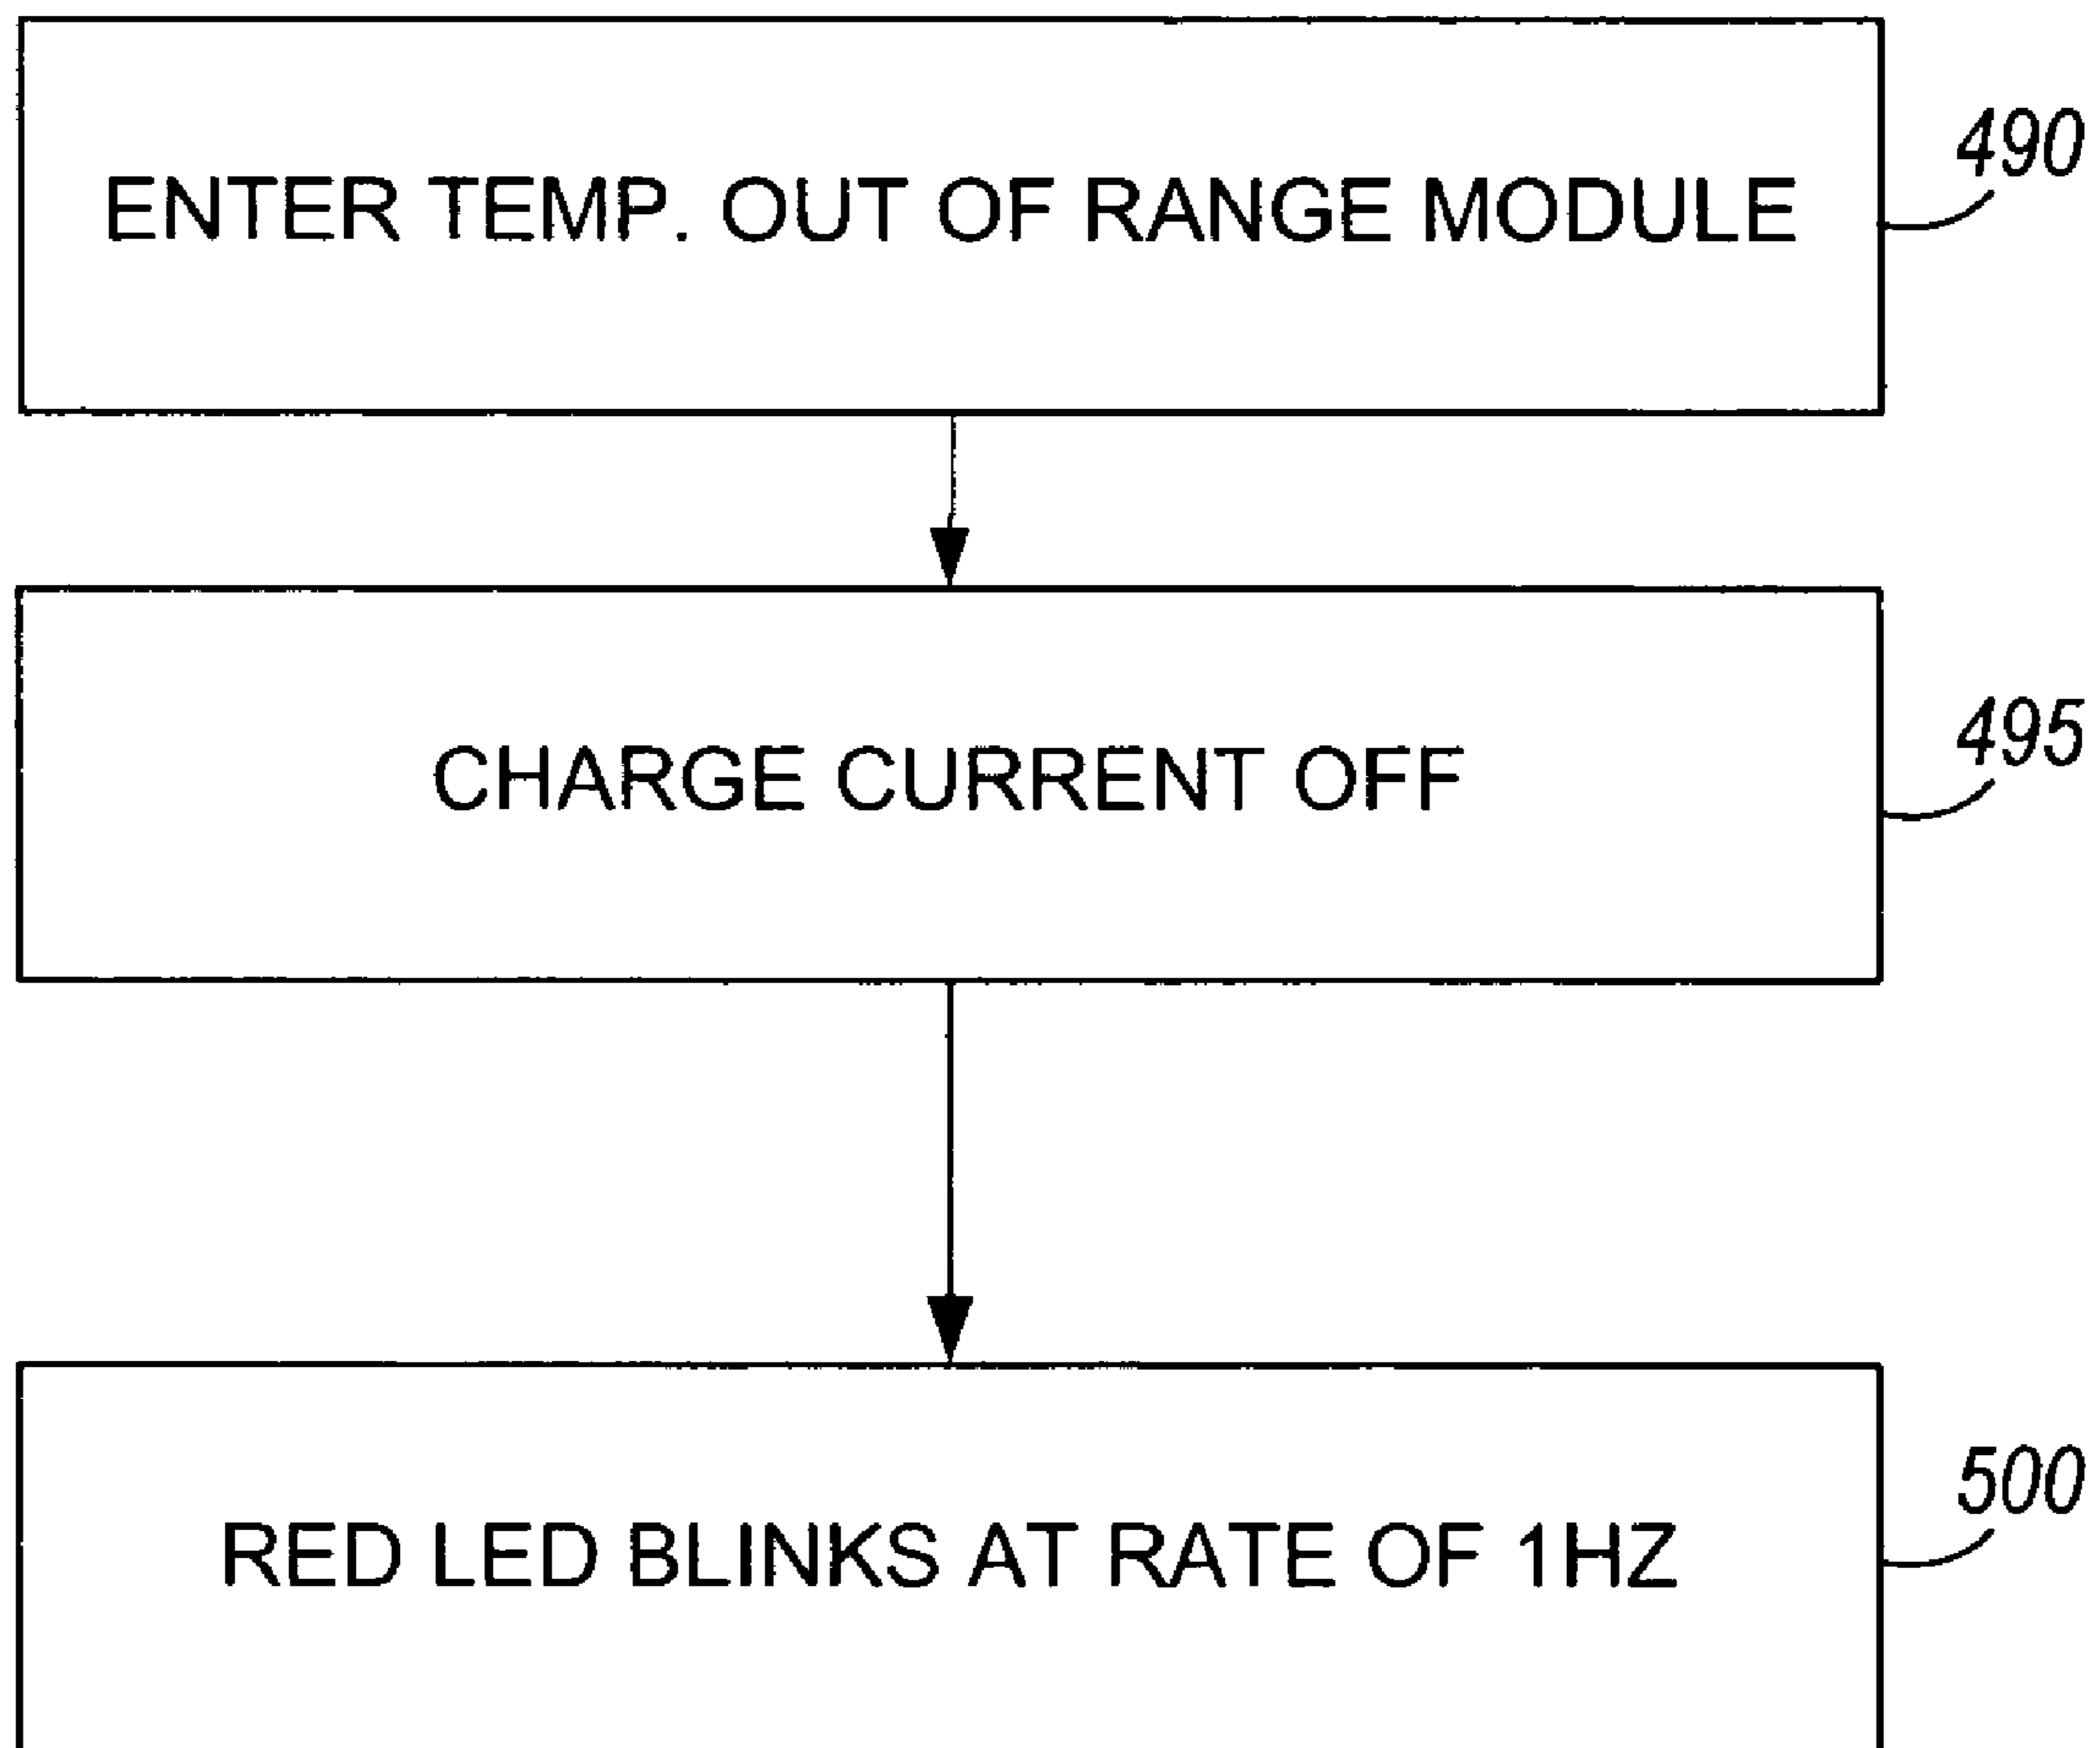 ENTER TEMP. OUT OF RANGE MODULE
490
CHARGE CURRENT OFF
495
RED LED BLINKS AT RATE OF 1HZ
500